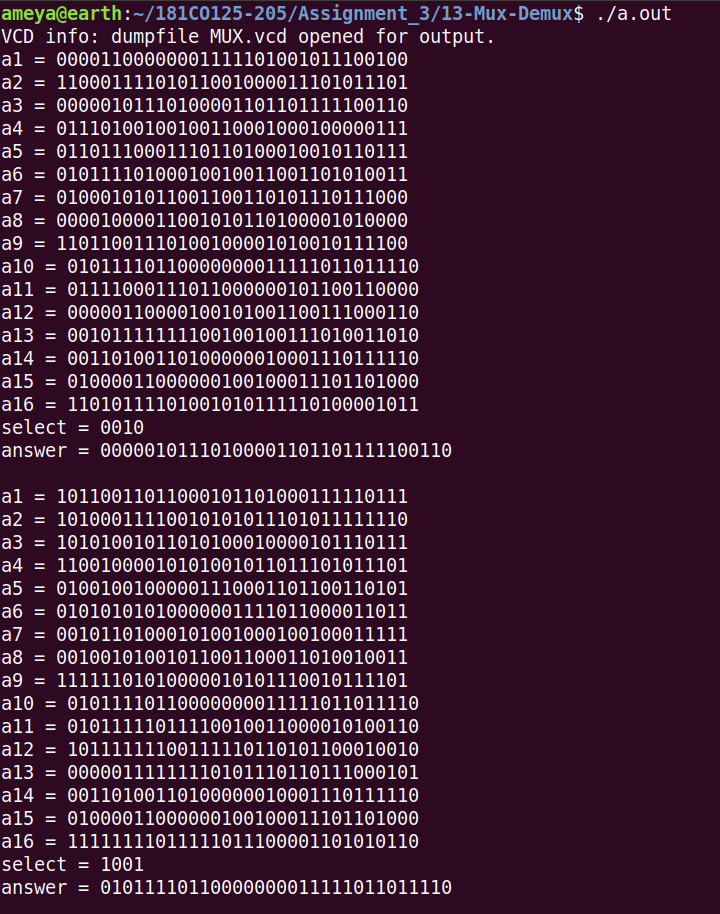 ameya@earth:~/181CO125-205/Assignment_3/13-Mux-Demux$ ./a.out
VCD info: dumpfile MUX.vcd opened for output.
a1 = 00001100000001111101001011100100
a2 = 11000111101011001000011101011101
a3 = 00000101110100001101101111100110
a4 = 01110100100100110001000100000111
a5 = 01101110001110110100010010110111
a6 = 01011110100010010011001101010011
a7 = 01000101011001100110101110111000
a8 = 00001000011001010110100001010000
a9 = 11011001110100100001010010111100
a10 = 01011110110000000011111011011110
a11 = 01111000111011000000101100110000
a12 = 00000110000100101001100111000110
a13 = 00101111111100100100111010011010
a14 = 00110100110100000010001110111110
a15 = 01000011000000100100011101101000
a16 = 11010111101001010111110100001011
select = 0010
answer = 00000101110100001101101111100110

a1 = 10110011011000101101000111110111
a2 = 10100011110010101011101011111110
a3 = 10101001011010100010000101110111
a4 = 11001000010101001011011101011101
a5 = 01001001000001110001101100110101
a6 = 01010101010000001111011000011011
a7 = 00101101000101001000100100011111
a8 = 00100101001011001100011010010011
a9 = 11111101010000010101110010111101
a10 = 01011110110000000011111011011110
a11 = 01011111011110010011000010100110
a12 = 10111111100111110110101100010010
a13 = 00000111111110101110110111000101
a14 = 00110100110100000010001110111110
a15 = 01000011000000100100011101101000
a16 = 11111111011111011100001101010110
select = 1001
answer = 01011110110000000011111011011110